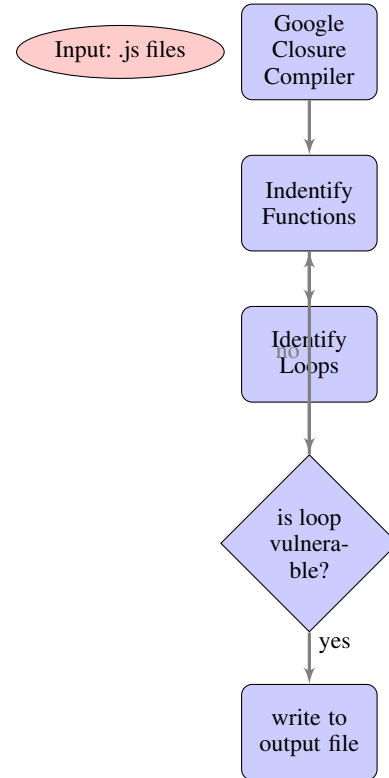 Input: .js files
Google
Closure
Compiler
Indentify
Functions
Identify
Loops
no
is loop
vulnera-
ble?
yes
write to
output file